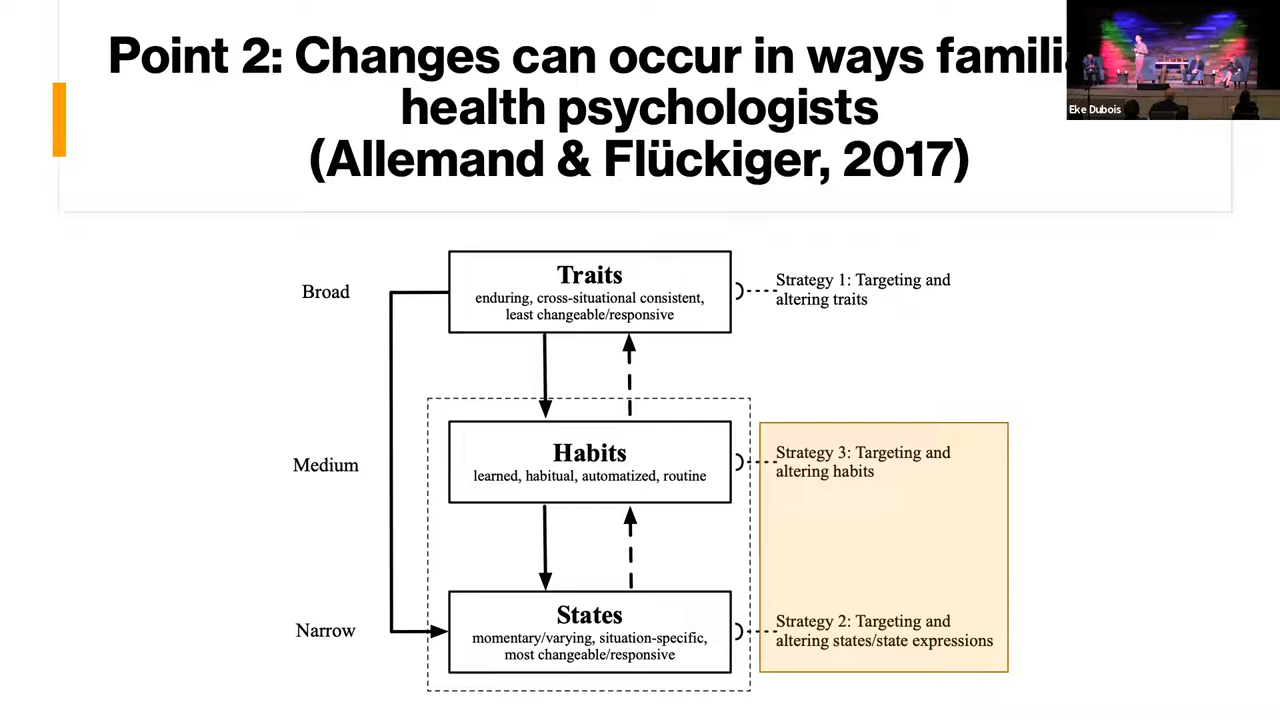 Point 2: Changes can occur in ways
health psychologists
(Allemand & Flückiger, 2017)
Eke Dubois
Broad
Traits
enduring, cross-situational consistent,
least changeable/responsive
Strategy 1: Targeting and
altering traits
Medium
Habits
learned, habitual, automatized, routine
Strategy 3: Targeting and
altering habits
Narrow
States
momentary/varying, situation-specific,
most changeable/responsive
Strategy 2: Targeting and
altering states/state expressions